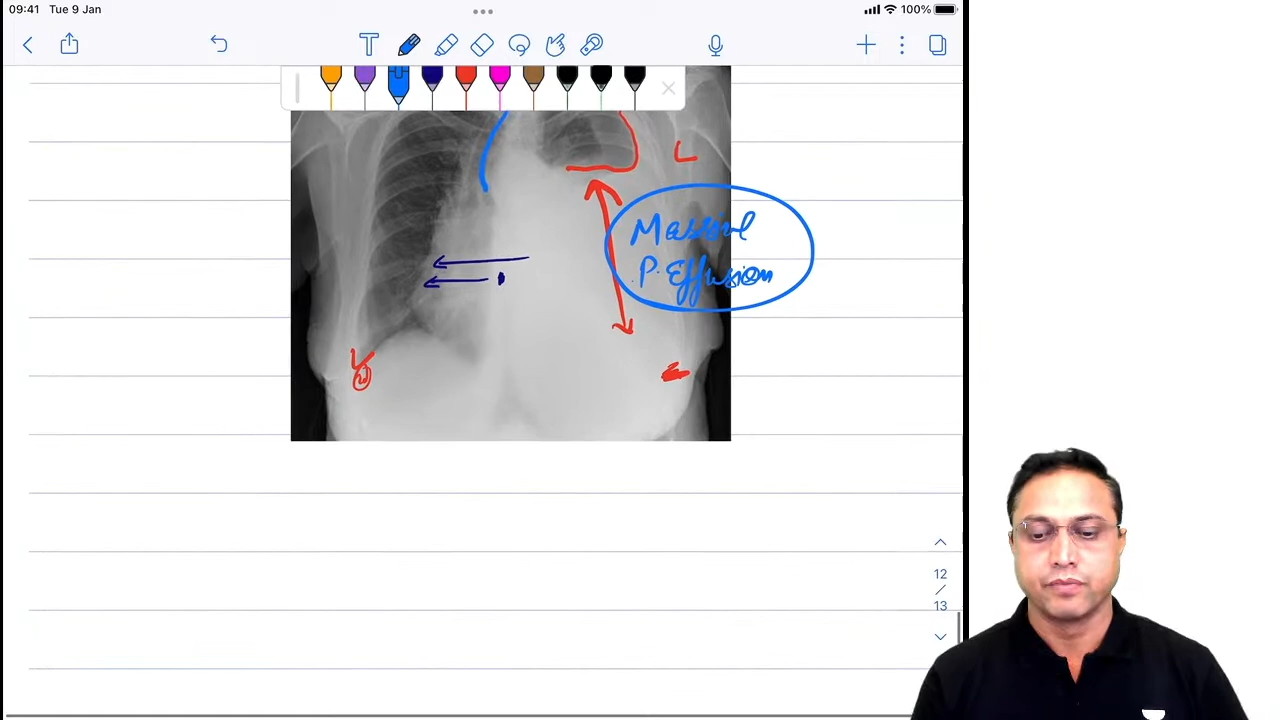 09:41 Tue 9 Jan
100%
T
L
Massive
P. Effusion
12
/
13